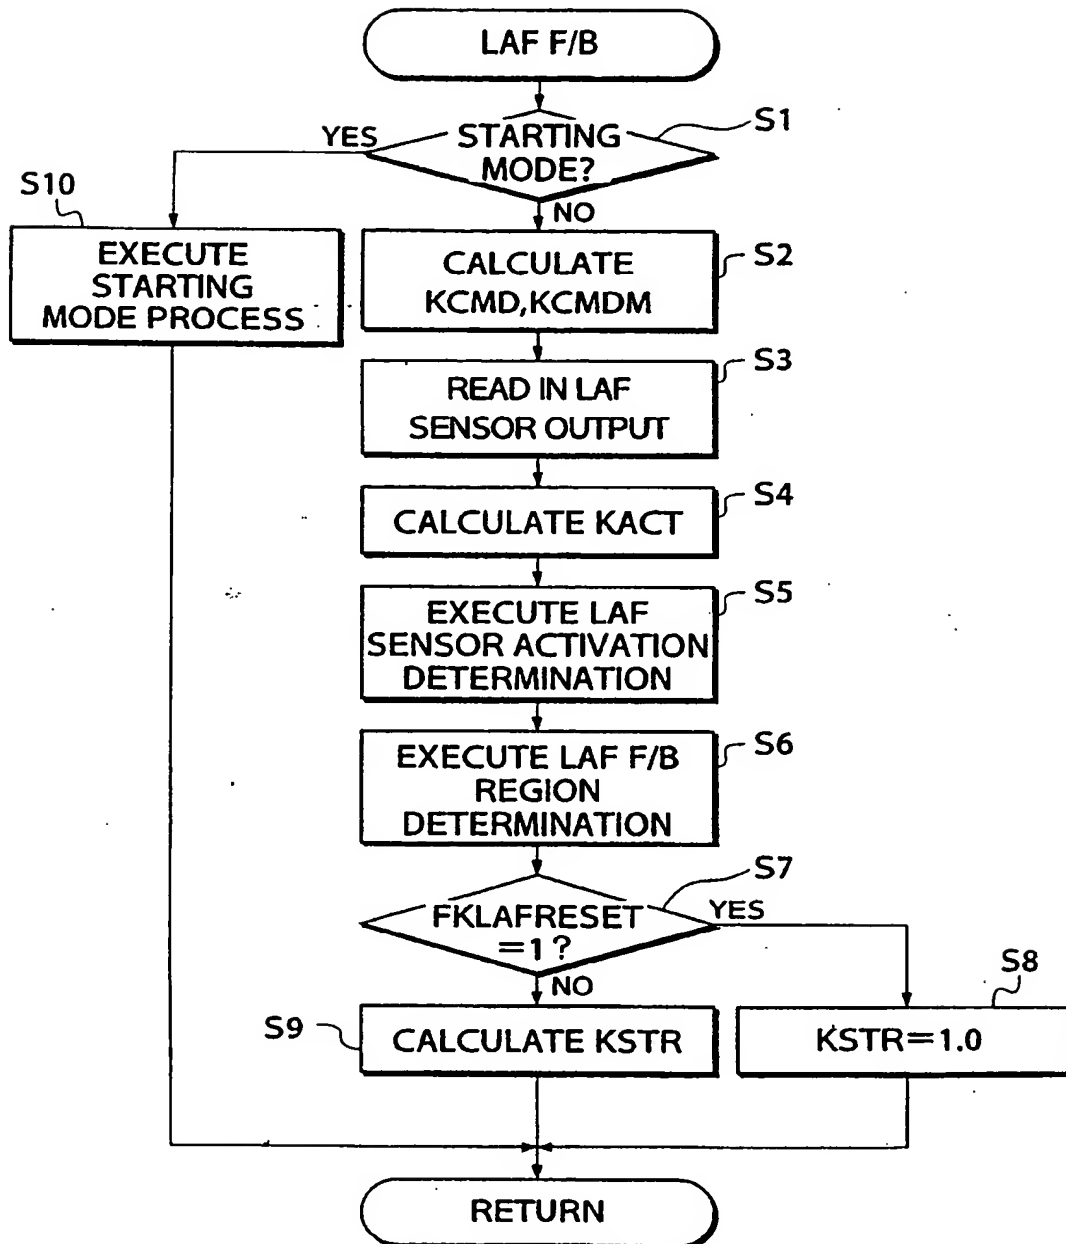 LAF F/B
S1
STARTING
MODE?
YES
NO
S10
EXECUTE
STARTING
MODE PROCESS
S2
CALCULATE
KCMD,KCMDM
S3
READ IN LAF
SENSOR OUTPUT
S4
CALCULATE KACT
S5
EXECUTE LAF
SENSOR ACTIVATION
DETERMINATION
S6
EXECUTE LAF F/B
REGION
DETERMINATION
S7
FKLAFRESET
=1?
YES
NO
S8
KSTR=1.0
S9
CALCULATE KSTR
RETURN